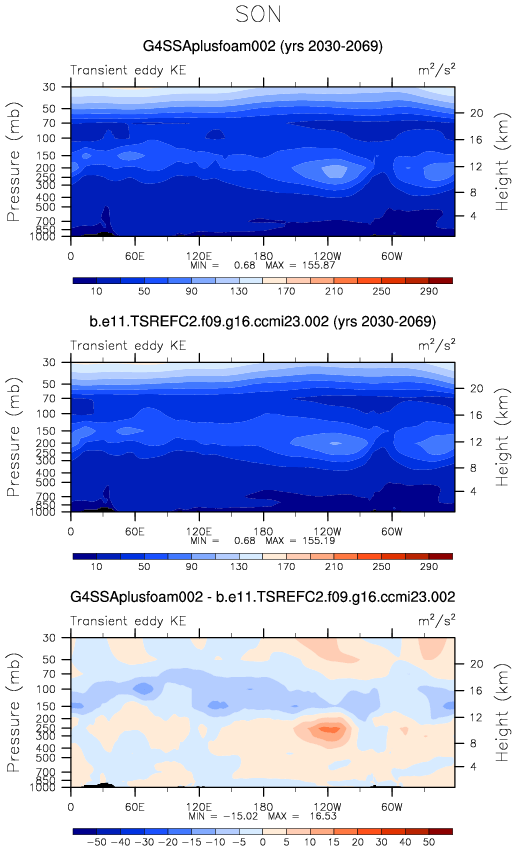 SON
G4SSAplusfoam002 (yrs 2030-2069)
Transient eddy KE m²/s²
Pressure (mb)
30
50
70
100
150
200
250
300
400
500
700
850
1000
Height (km)
20
16
12
8
4
0 60E 120E 180 120W 60W
MIN = 0.68 MAX = 155.87
10 50 90 130 170 210 250 290
b.e11.TSREFC2.f09.g16.ccmi23.002 (yrs 2030-2069)
Transient eddy KE m²/s²
Pressure (mb)
30
50
70
100
150
200
250
300
400
500
700
850
1000
Height (km)
20
16
12
8
4
0 60E 120E 180 120W 60W
MIN = 0.68 MAX = 155.19
10 50 90 130 170 210 250 290
G4SSAplusfoam002 - b.e11.TSREFC2.f09.g16.ccmi23.002
Transient eddy KE m²/s²
Pressure (mb)
30
50
70
100
150
200
250
300
400
500
700
850
1000
Height (km)
20
16
12
8
4
0 60E 120E 180 120W 60W
MIN = −15.02 MAX = 16.53
−50 −40 −30 −20 −15 −10 −5 0 5 10 15 20 30 40 50